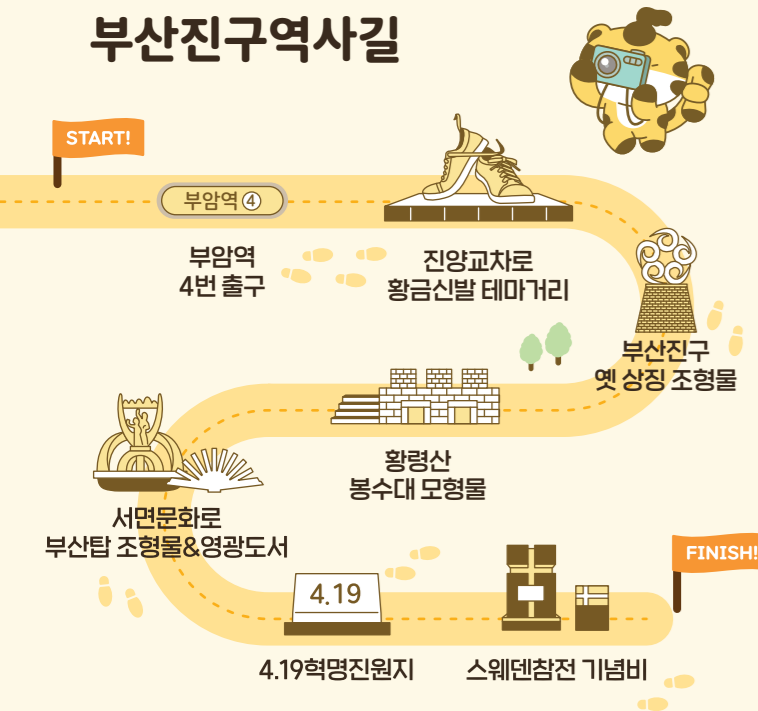 부산진구역사길
START!
부암역④
부암역
4번 출구
진양교차로
황금신발 테마거리
부산진구
옛 상징 조형물
황령산
봉수대 모형물
서면문화로
부산탑 조형물&영광도서
FINISH!
4.19
4.19혁명진원지
스웨덴참전 기념비